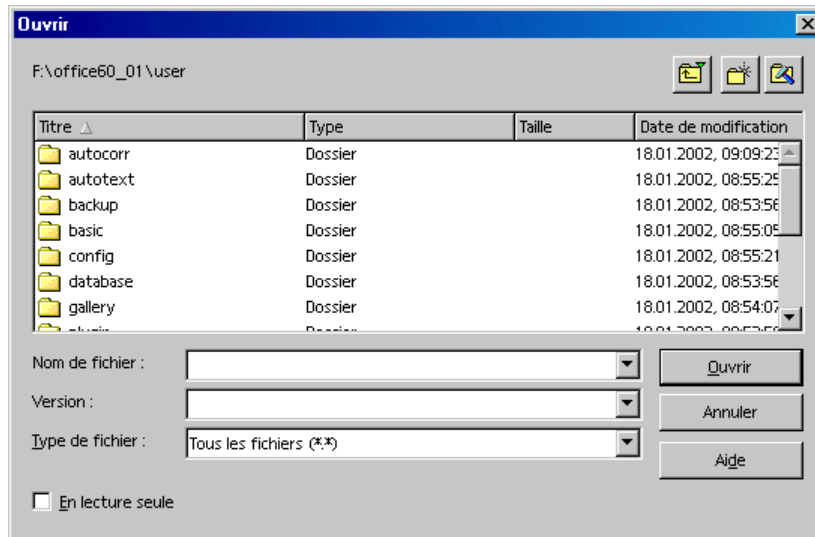 Ouvrir
F:\office60_01\user
Titre Type Taille Date de modification
autocorr Dossier 18.01.2002, 09:09:23
autotext Dossier 18.01.2002, 08:55:25
backup Dossier 18.01.2002, 08:53:56
basic Dossier 18.01.2002, 08:55:05
config Dossier 18.01.2002, 08:55:21
database Dossier 18.01.2002, 08:53:56
gallery Dossier 18.01.2002, 08:54:07
Nom de fichier :
Ouvrir
Version :
Annuler
Type de fichier : Tous les fichiers (*.*)
Aide
En lecture seule